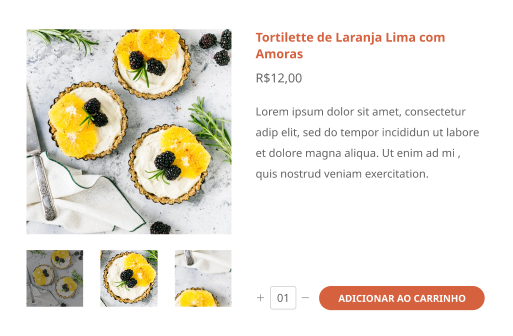 Tortilette de Laranja Lima com
Amoras
R$12,00
Lorem ipsum dolor sit amet, consectetur
adip elit, sed do tempor incididun ut labore
et dolore magna aliqua. Ut enim ad mi ,
quis nostrud veniam exercitation.
+ 01 − ADICIONAR AO CARRINHO